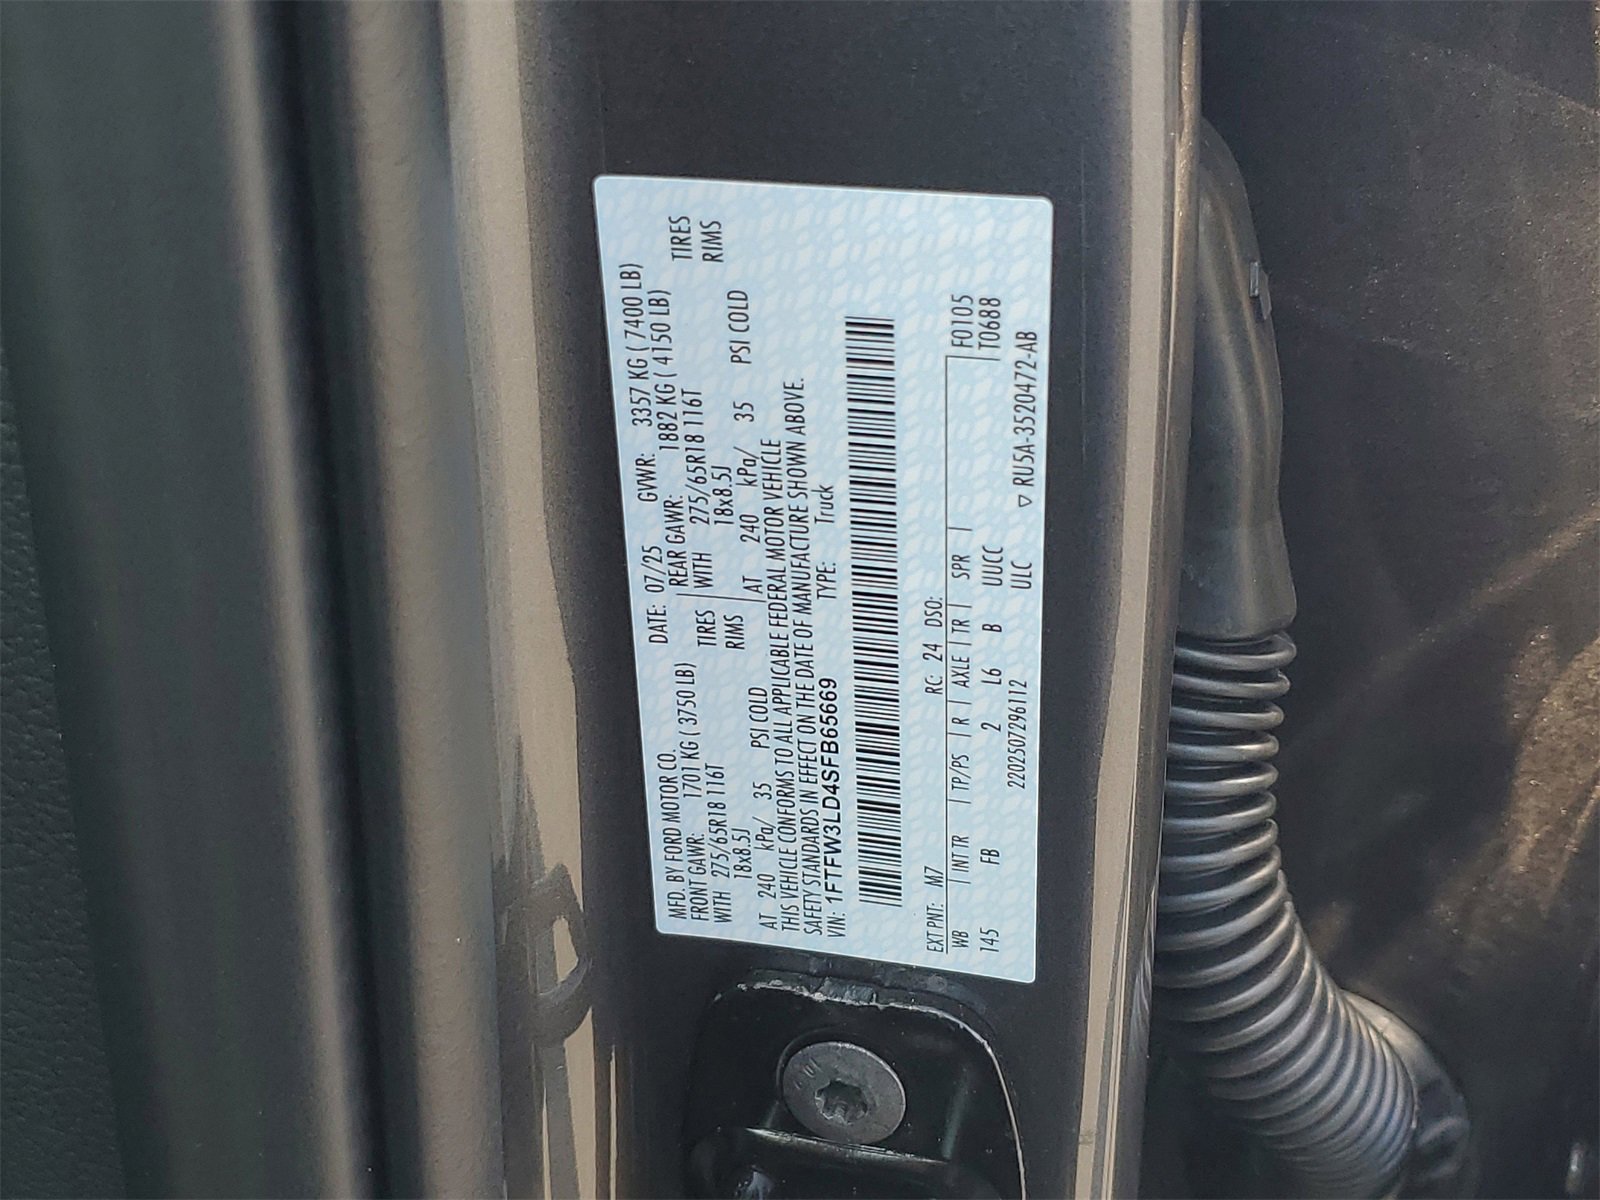 MFD. BY FORD MOTOR CO. DATE: 07/25 GVWR: 3357 KG ( 7400 LB)
FRONT GAWR: 1701 KG ( 3750 LB) REAR GAWR: 1882 KG ( 4150 LB)
WITH 275/65R18 116T TIRES WITH 275/65R18 116T TIRES
18x8.5J RIMS 18x8.5J RIMS
AT 240 kPa/ 35 PSI COLD AT 240 kPa/ 35 PSI COLD
THIS VEHICLE CONFORMS TO ALL APPLICABLE FEDERAL MOTOR VEHICLE
SAFETY STANDARDS IN EFFECT ON THE DATE OF MANUFACTURE SHOWN ABOVE.
VIN: 1FTFW3LD4SFB65669 TYPE: Truck
EXT PNT: M7 RC: 24 DSO: F0105
WB | INT TR | TP/PS | R | AXLE | TR | SPR | T0688
145 FB 2 L6 B UUCC
2202507296112 ULC ▽ RU5A-3520472-AB